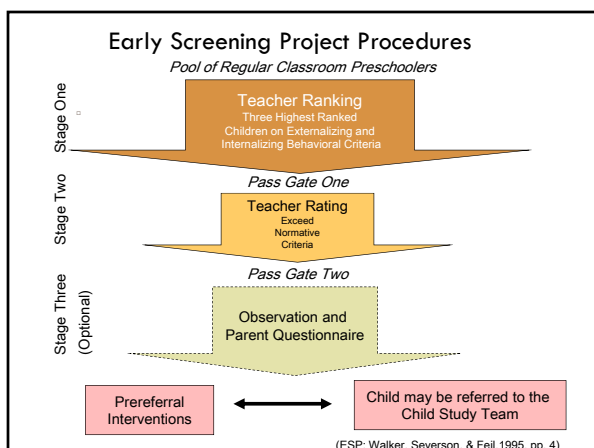 Early Screening Project Procedures
Pool of Regular Classroom Preschoolers
Stage One
Teacher Ranking
Three Highest Ranked
Children on Externalizing and
Internalizing Behavioral Criteria
Pass Gate One
Stage Two
Teacher Rating
Exceed
Normative
Criteria
Pass Gate Two
Stage Three
(Optional)
Observation and
Parent Questionnaire
Prereferral
Interventions
Child may be referred to the
Child Study Team
(ESP: Walker, Severson, & Feil 1995, pp. 4)